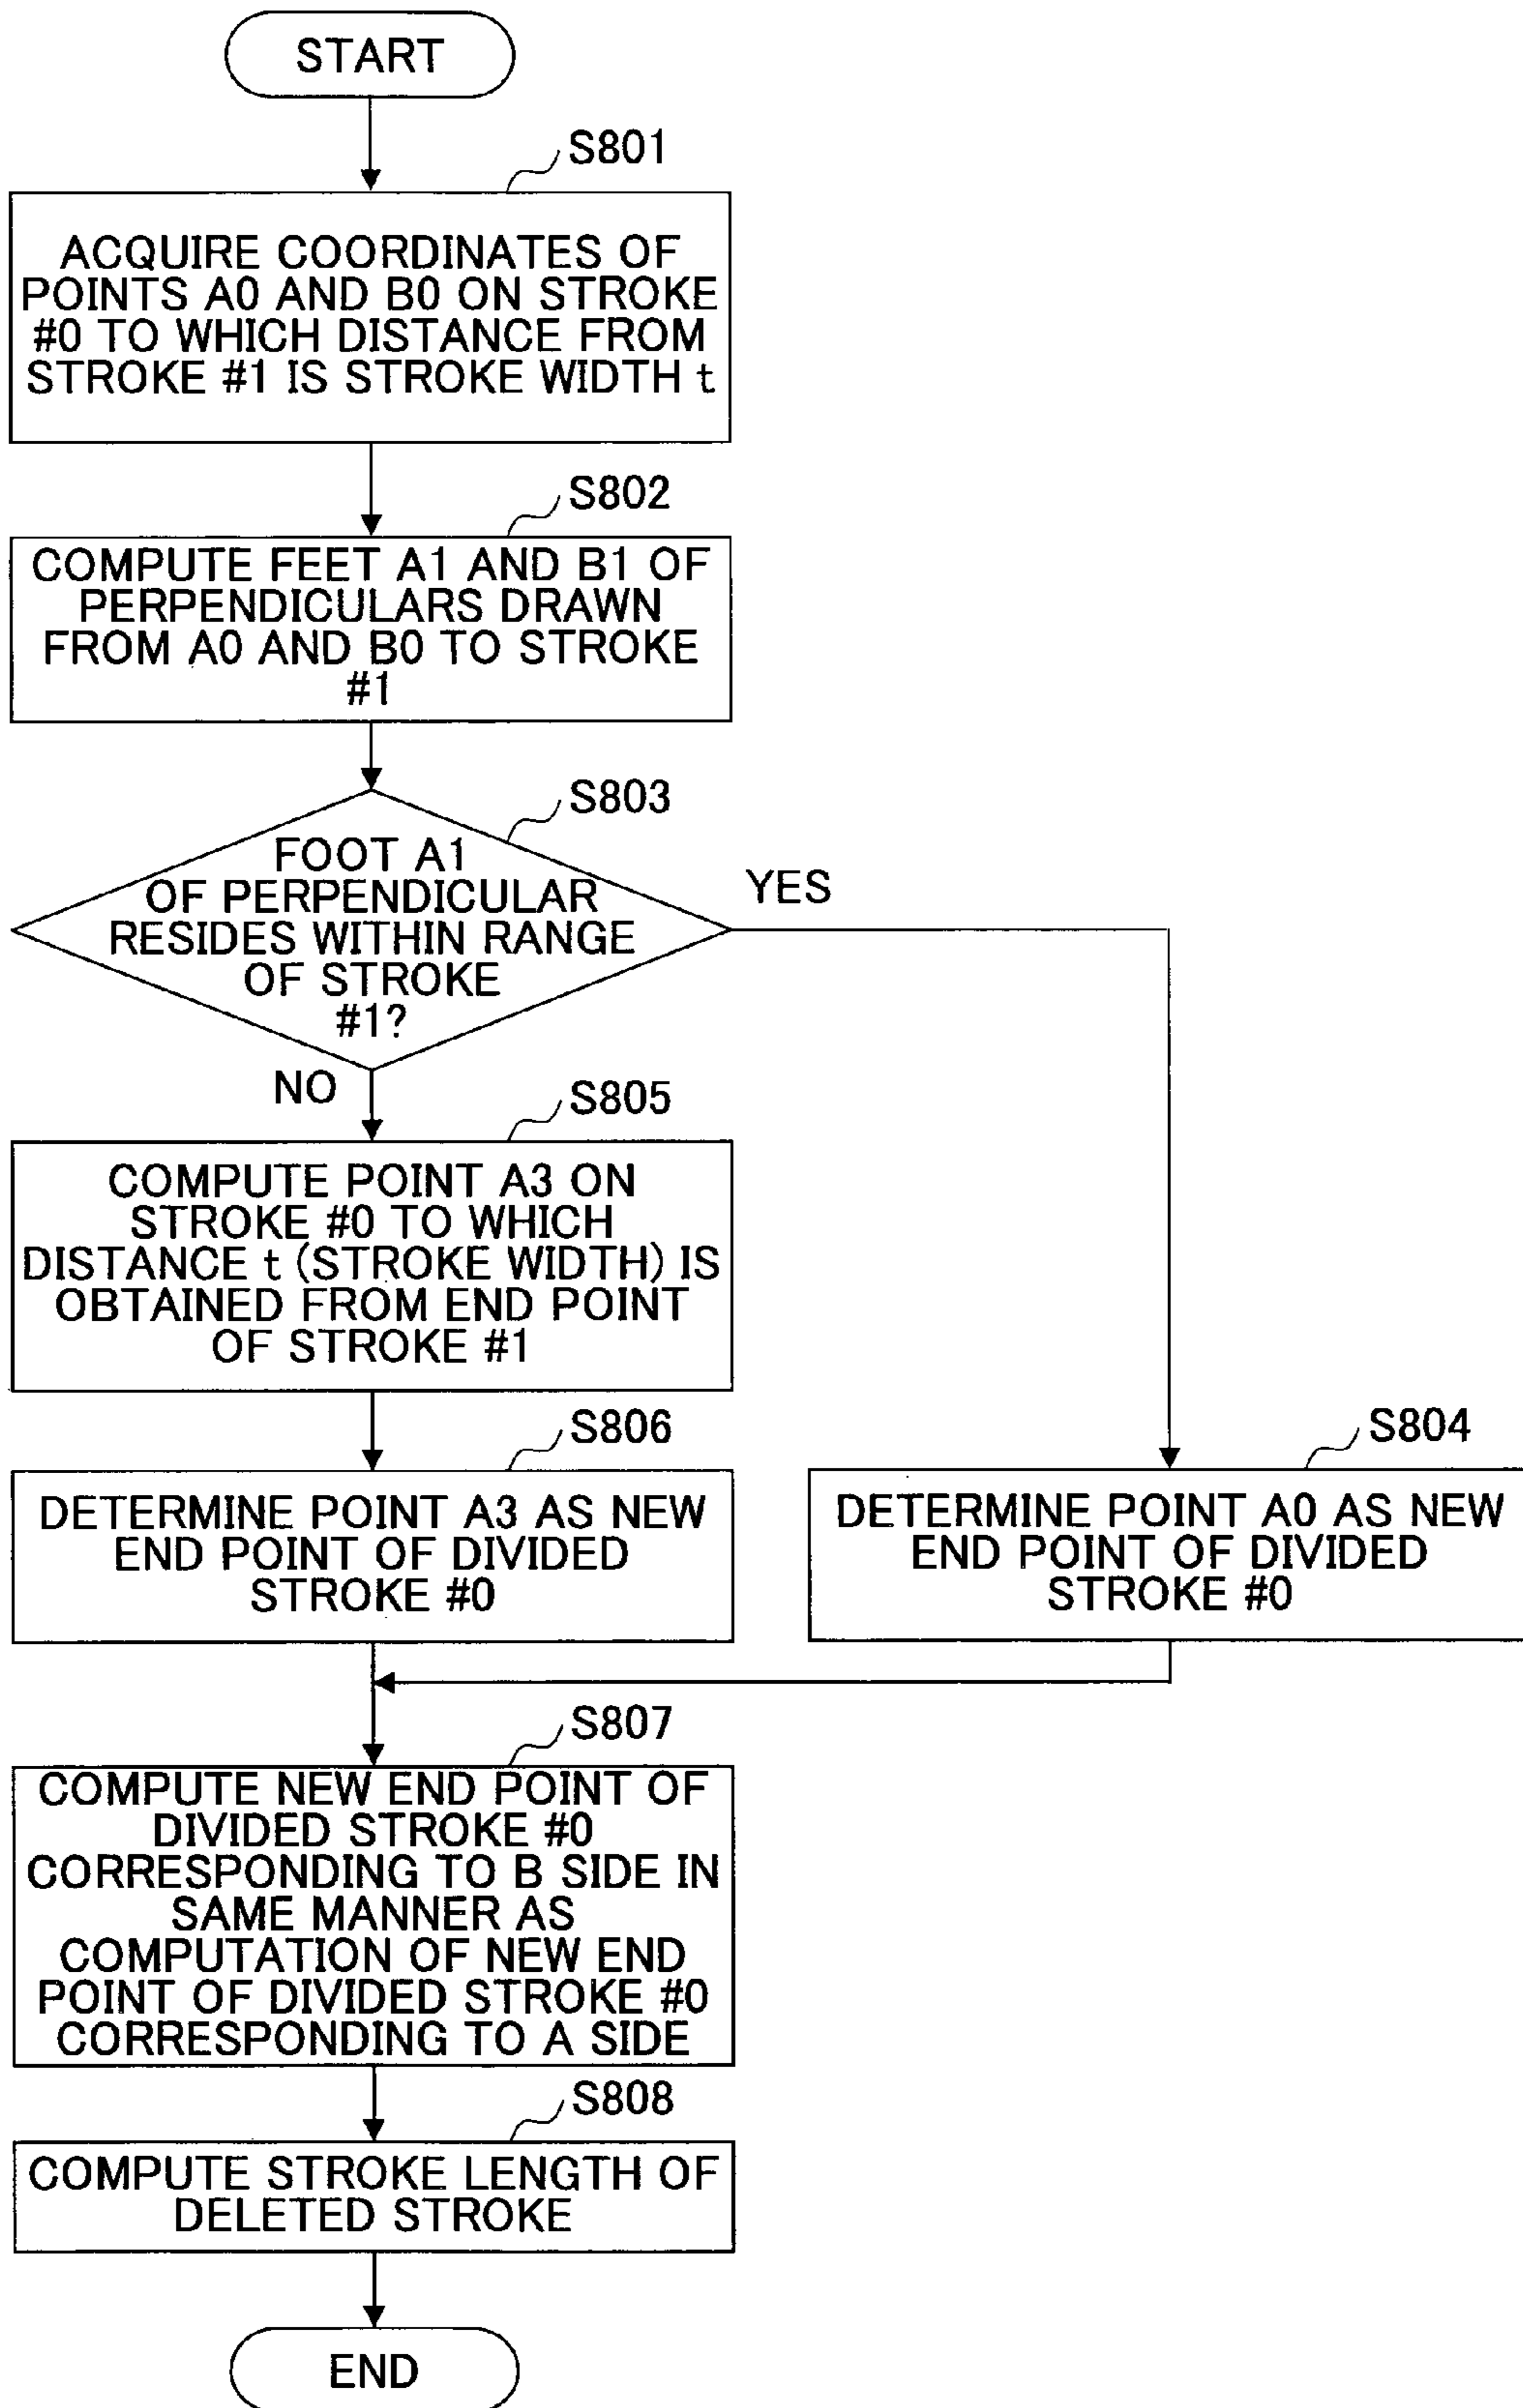 START
S801
ACQUIRE COORDINATES OF
POINTS A0 AND B0 ON STROKE
#0 TO WHICH DISTANCE FROM
STROKE #1 IS STROKE WIDTH t
S802
COMPUTE FEET A1 AND B1 OF
PERPENDICULARS DRAWN
FROM A0 AND B0 TO STROKE
#1
S803
FOOT A1
OF PERPENDICULAR
RESIDES WITHIN RANGE
OF STROKE
#1?
YES
NO
S805
COMPUTE POINT A3 ON
STROKE #0 TO WHICH
DISTANCE t (STROKE WIDTH) IS
OBTAINED FROM END POINT
OF STROKE #1
S806
DETERMINE POINT A3 AS NEW
END POINT OF DIVIDED
STROKE #0
S804
DETERMINE POINT A0 AS NEW
END POINT OF DIVIDED
STROKE #0
S807
COMPUTE NEW END POINT OF
DIVIDED STROKE #0
CORRESPONDING TO B SIDE IN
SAME MANNER AS
COMPUTATION OF NEW END
POINT OF DIVIDED STROKE #0
CORRESPONDING TO A SIDE
S808
COMPUTE STROKE LENGTH OF
DELETED STROKE
END